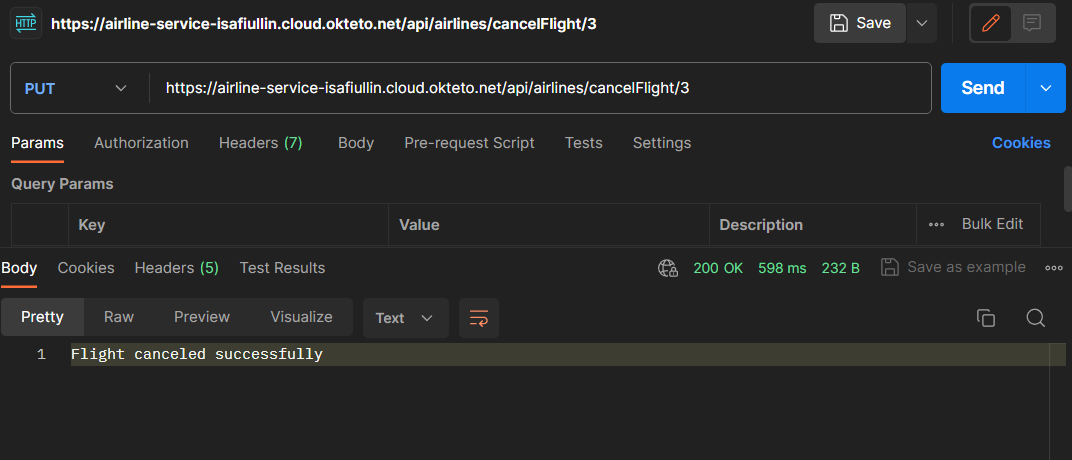 HTTP https://airline-service-isafiullin.cloud.okteto.net/api/airlines/cancelFlight/3 Save
PUT https://airline-service-isafiullin.cloud.okteto.net/api/airlines/cancelFlight/3 Send
Params Authorization Headers (7) Body Pre-request Script Tests Settings Cookies
Query Params
Key Value Description Bulk Edit
Body Cookies Headers (5) Test Results 200 OK 598 ms 232 B Save as example
Pretty Raw Preview Visualize Text
1 Flight canceled successfully